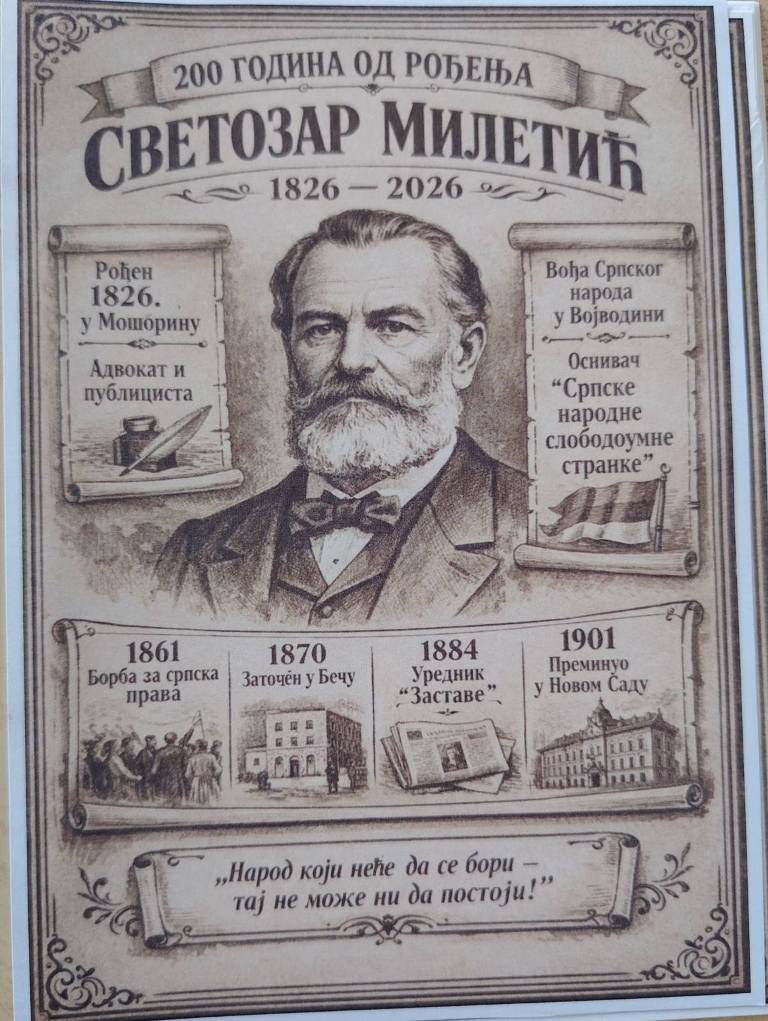 200 ГОДИНА ОД РОЂЕЊА
СВЕТОЗАР МИЛЕТИЋ
1826 — 2026
Рођен
1826.
у Мошорину
Адвокат и
публициста
Вођа Српског
народа
у Војводини
Оснивач
“Српске
народне
слободоумне
странке”
1861
Борба за српска
права
1870
Заточён у Бечу
1884
Уредник
“Заставе”
1901
Преминуо
у Новом Čаду
„Народ који неће да се бори –
тај не може ни да постоји!”